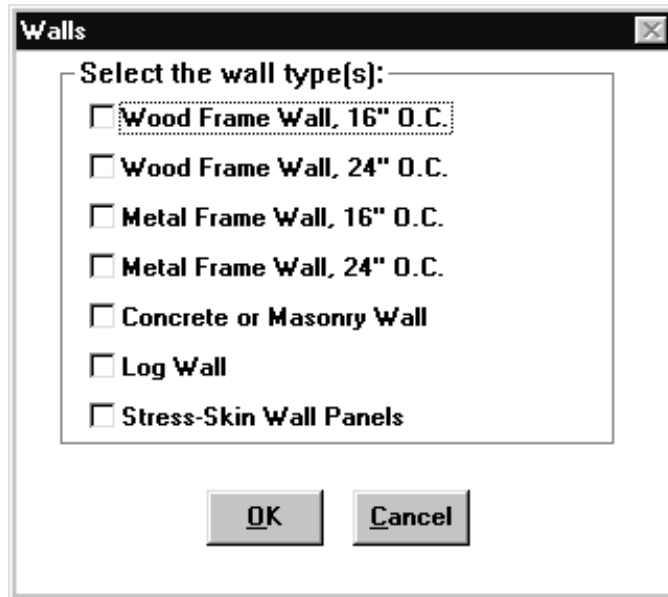 Walls
Select the wall type(s):
Wood Frame Wall, 16" O.C.
Wood Frame Wall, 24" O.C.
Metal Frame Wall, 16" O.C.
Metal Frame Wall, 24" O.C.
Concrete or Masonry Wall
Log Wall
Stress-Skin Wall Panels
OK Cancel